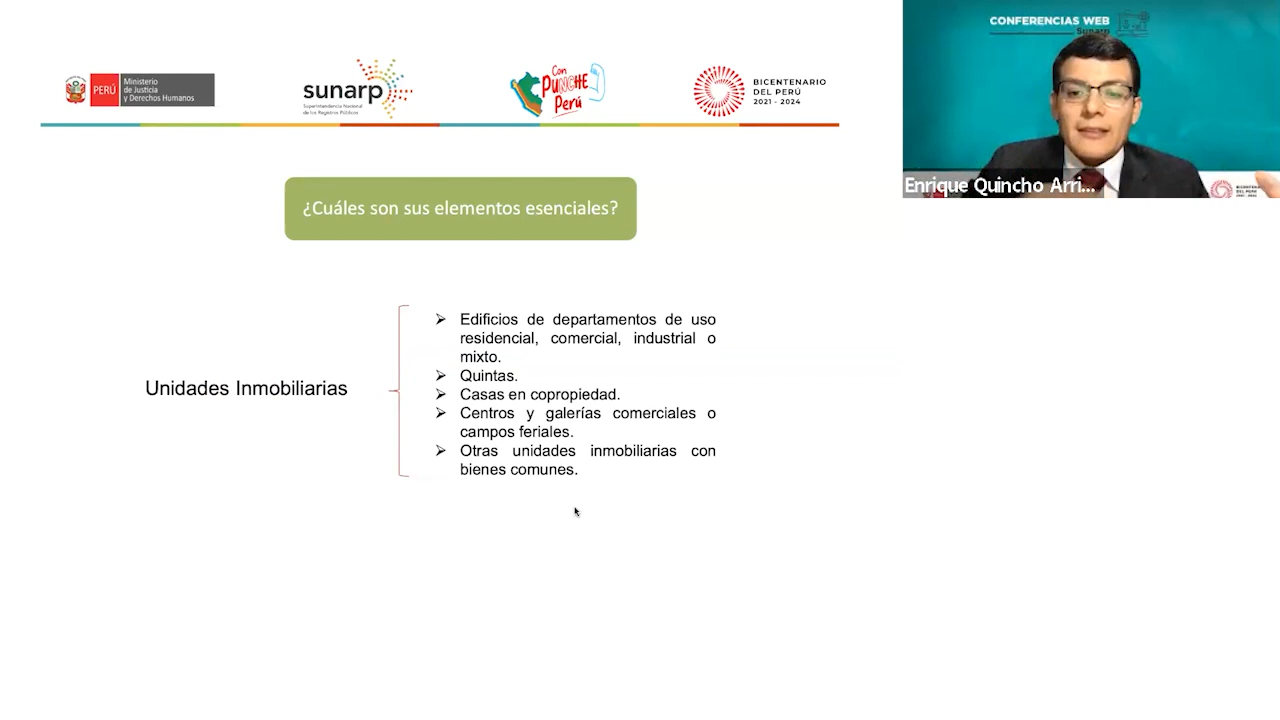 PERÚ
Ministerio
de Justicia
y Derechos Humanos
sunarp
Superintendencia Nacional
de los Registros Públicos
Con
PUNCHE
Perú
BICENTENARIO
DEL PERÚ
2021 - 2024
CONFERENCIAS WEB
Sunarp
Enrique Quincho Arri...
¿Cuáles son sus elementos esenciales?
Unidades Inmobiliarias
➢ Edificios de departamentos de uso
residencial, comercial, industrial o
mixto.
➢ Quintas.
➢ Casas en copropiedad.
➢ Centros y galerías comerciales o
campos feriales.
➢ Otras unidades inmobiliarias con
bienes comunes.